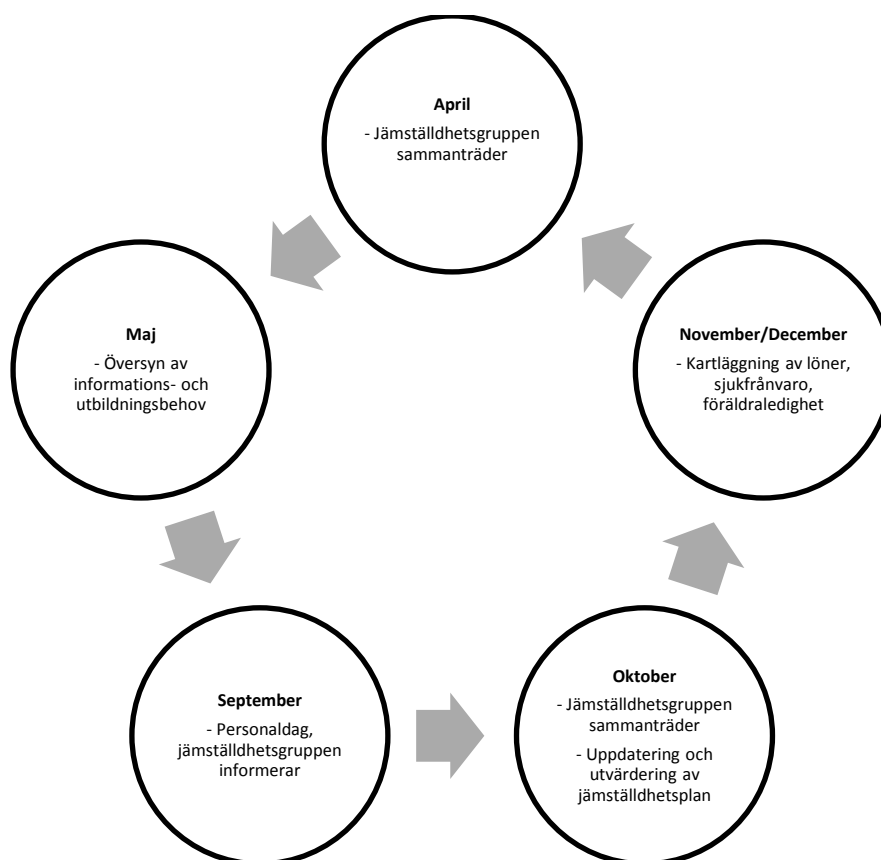 April
- Jämställdhetsgruppen
sammanträder
Maj
- Översyn av
informations- och
utbildningsbehov
September
- Personaldag,
jämställdhetsgruppen
informerar
Oktober
- Jämställdhetsgruppen
sammanträder
- Uppdatering och
utvärdering av
jämställdhetsplan
November/December
- Kartläggning av löner,
sjukfrånvaro,
föräldraledighet